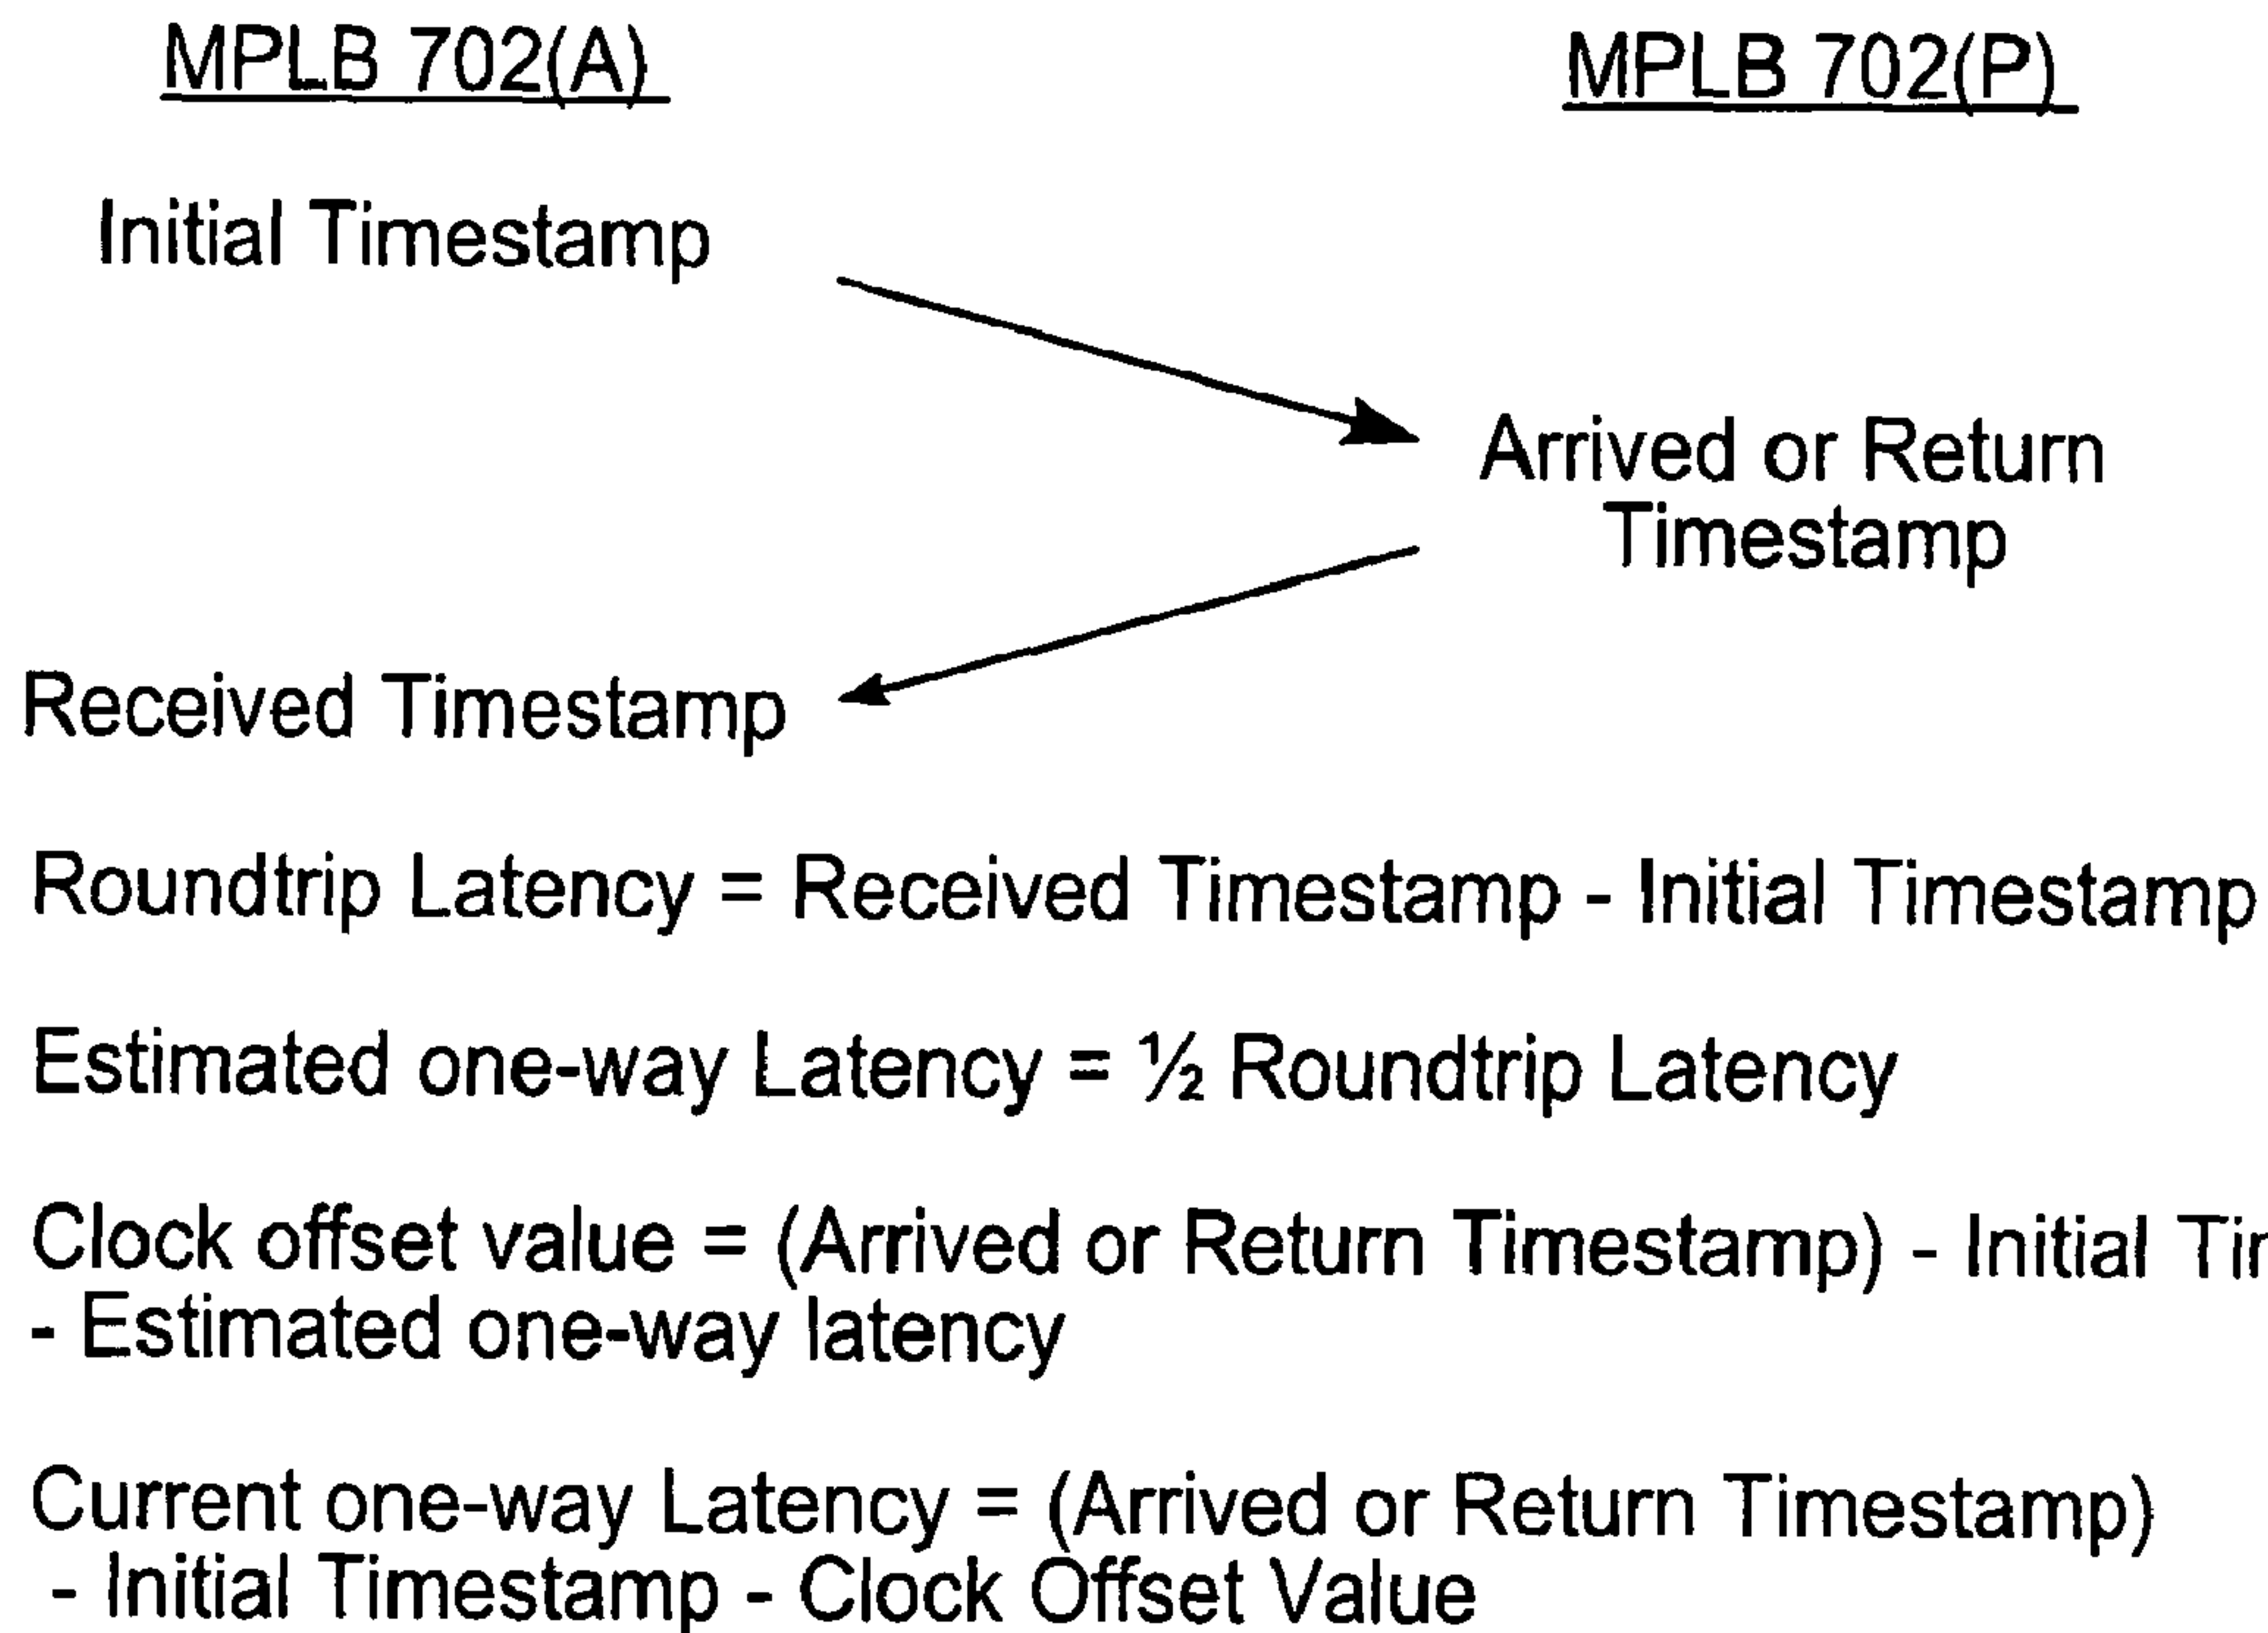 MPLB 702(A)
MPLB 702(P)
Initial Timestamp
Arrived or Return
Timestamp
Received Timestamp
Roundtrip Latency = Received Timestamp - Initial Timestamp
Estimated one-way Latency = ½ Roundtrip Latency
Clock offset value = (Arrived or Return Timestamp) - Initial
- Estimated one-way latency
Current one-way Latency = (Arrived or Return Timestamp)
- Initial Timestamp - Clock Offset Value